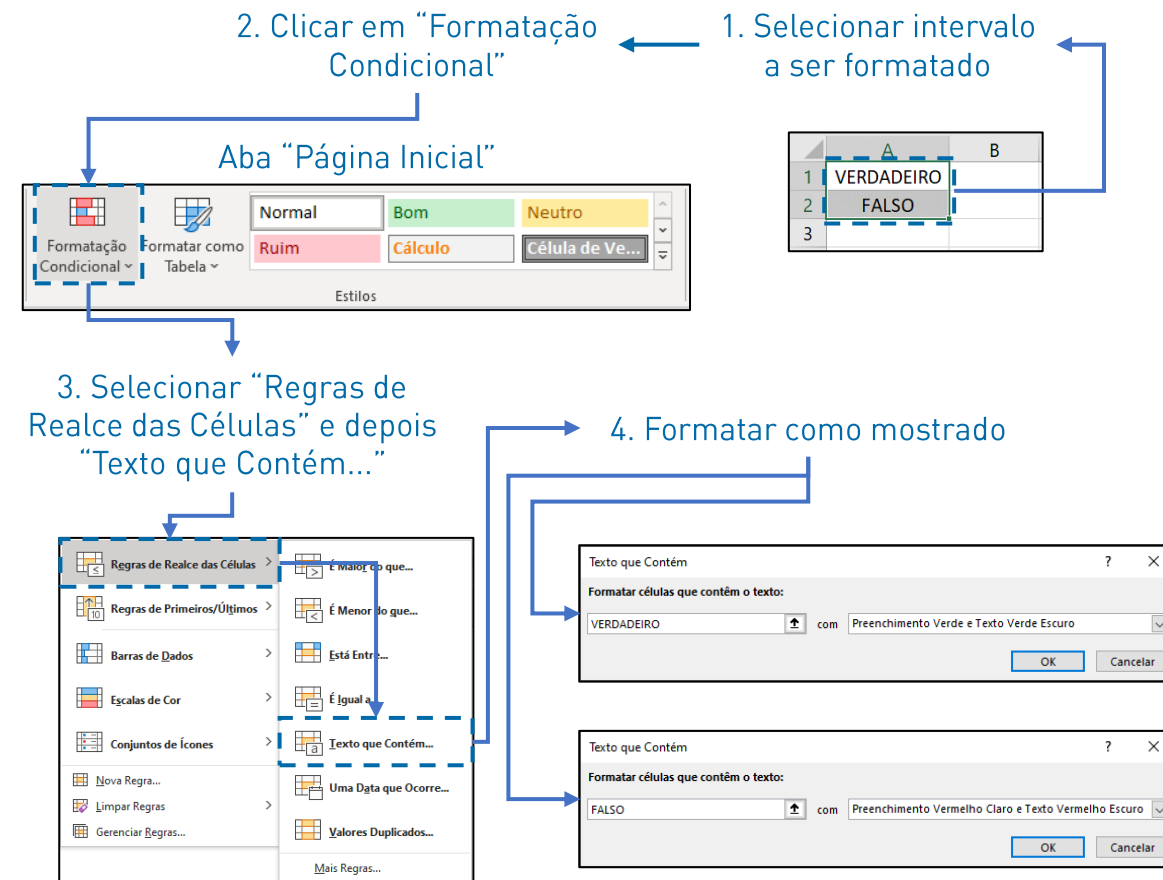 2. Clicar em “Formatação
Condicional”
1. Selecionar intervalo
a ser formatado
Aba “Página Inicial”
A B
1 VERDADEIRO
2 FALSO
3
Formatação
Condicional
Formatar como
Tabela
Normal Bom Neutro
Ruim Cálculo Célula de Ve...
Estilos
3. Selecionar “Regras de
Realce das Células” e depois
“Texto que Contém...”
4. Formatar como mostrado
Regras de Realce das Células
Regras de Primeiros/Últimos
Barras de Dados
Escalas de Cor
Conjuntos de Ícones
Nova Regra...
Limpar Regras
Gerenciar Regras...
É Maior do que...
É Menor do que...
Está Entre...
É Igual a...
Texto que Contém...
Uma Data que Ocorre...
Valores Duplicados...
Mais Regras...
Texto que Contém ? ×
Formatar células que contêm o texto:
VERDADEIRO com Preenchimento Verde e Texto Verde Escuro
OK Cancelar
Texto que Contém ? ×
Formatar células que contêm o texto:
FALSO com Preenchimento Vermelho Claro e Texto Vermelho Escuro
OK Cancelar